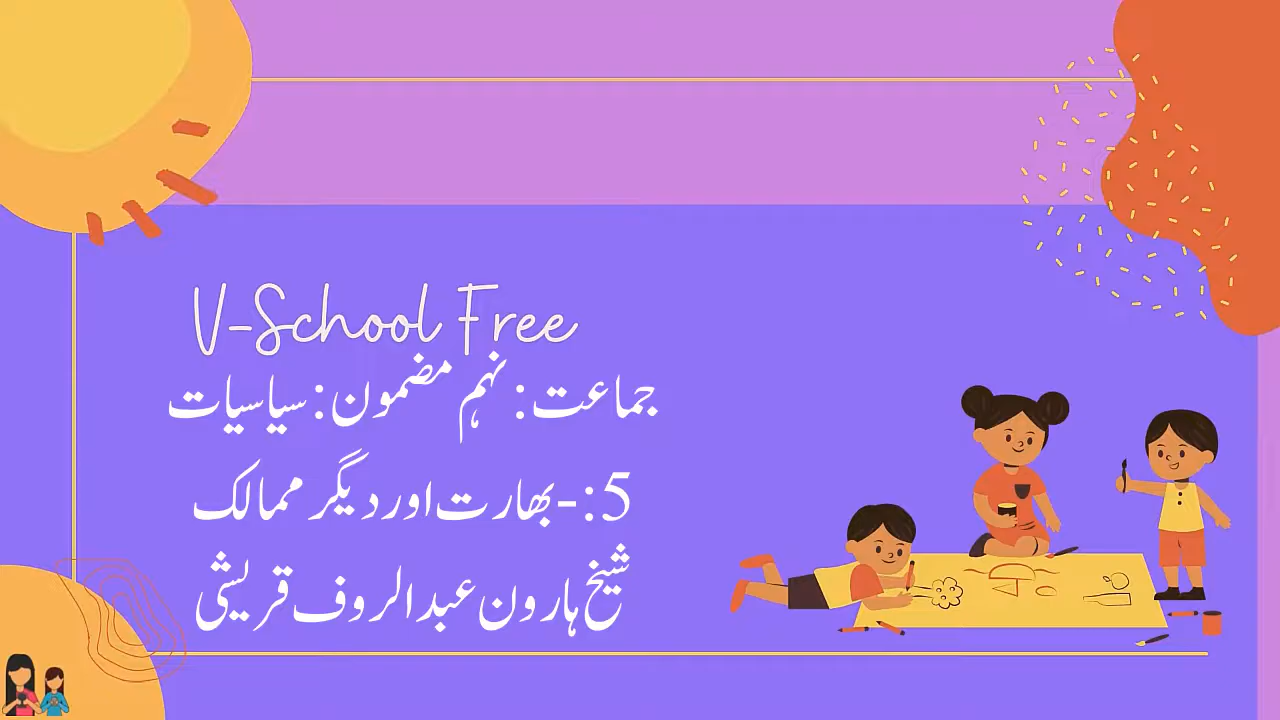 V-School Free
جماعت: نہم مضمون: سیاسیات
5:-بھارت اور دیگر ممالک
شیخ ہارون عبدالروف قریشی